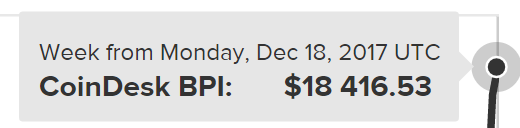 Week from Monday, Dec 18, 2017 UTC
CoinDesk BPI: $18 416.53